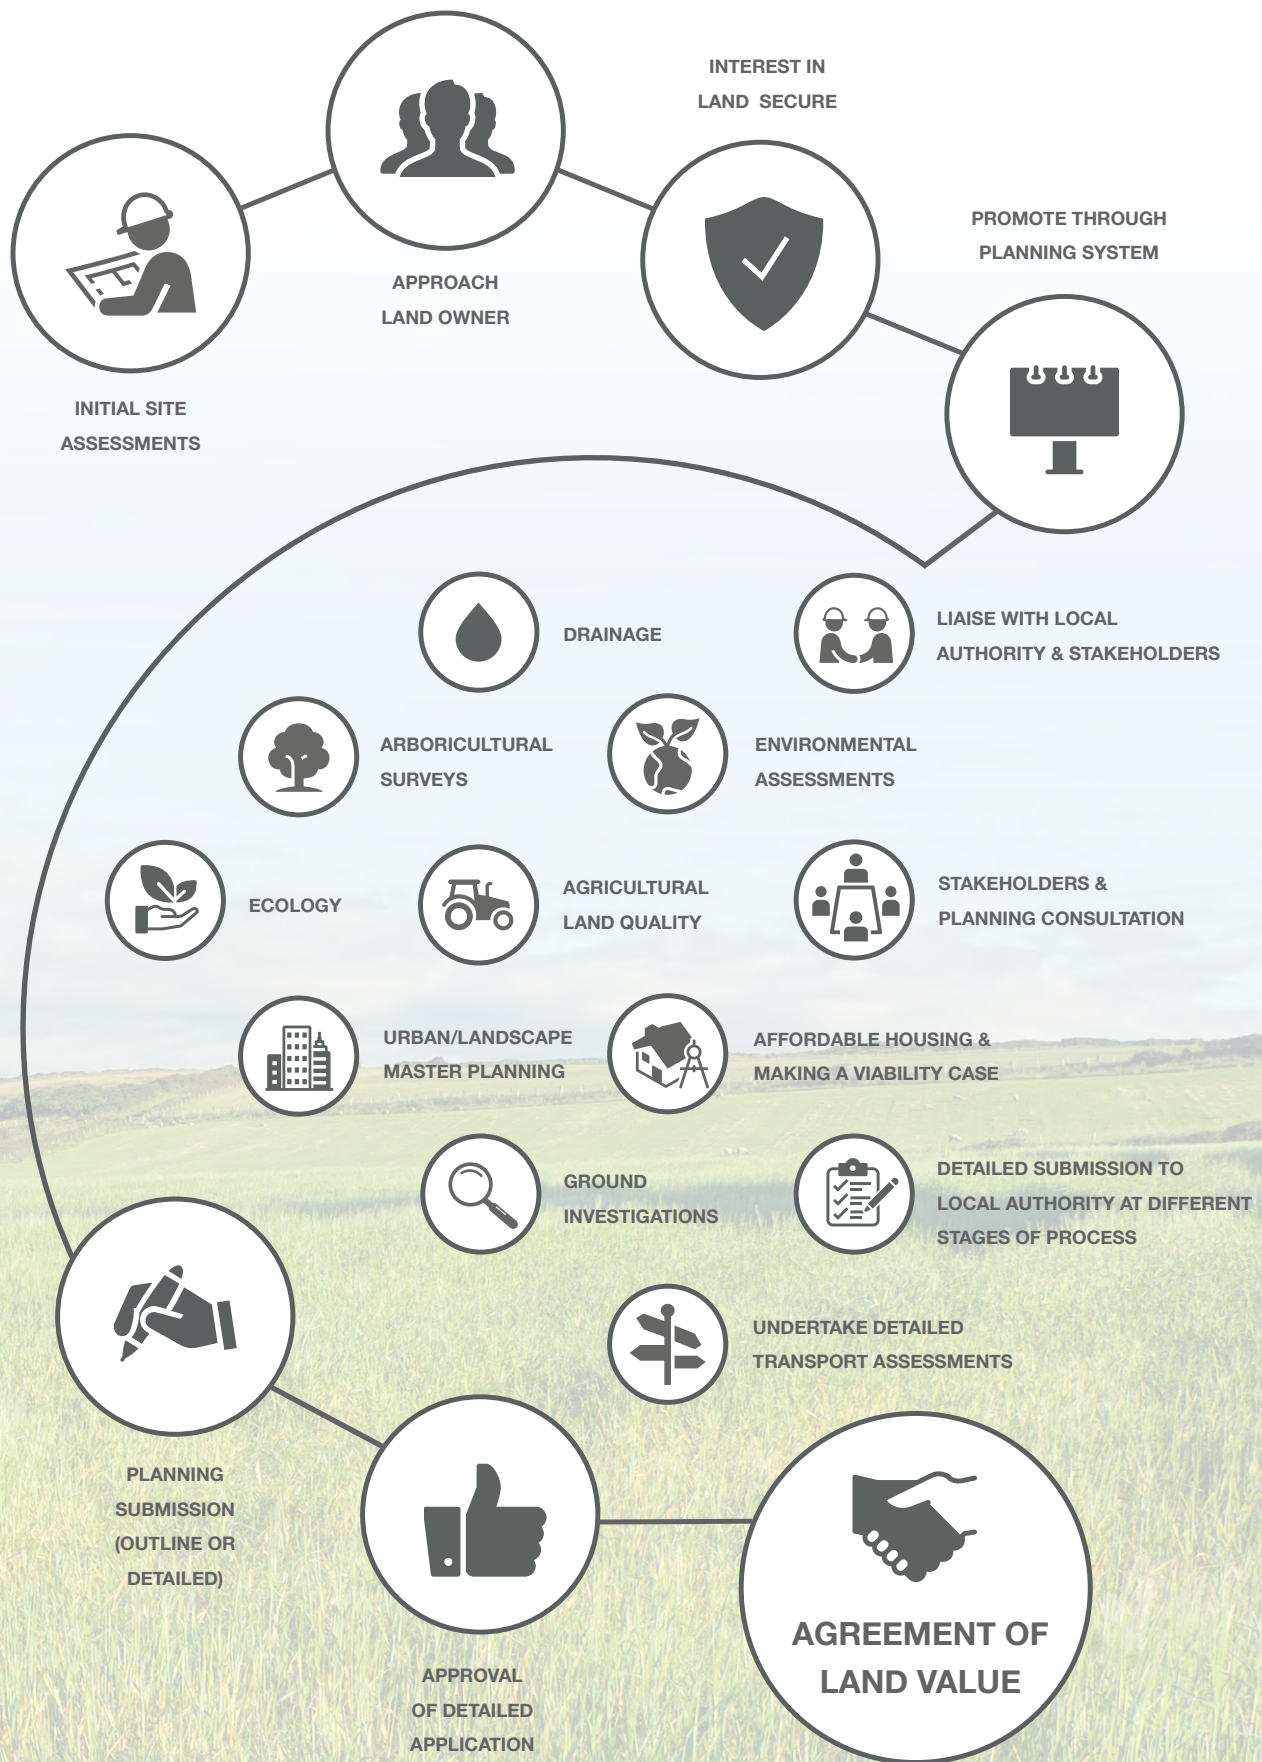 INTEREST IN
LAND SECURE
PROMOTE THROUGH
PLANNING SYSTEM
APPROACH
LAND OWNER
INITIAL SITE
ASSESSMENTS
DRAINAGE
LIAISE WITH LOCAL
AUTHORITY & STAKEHOLDERS
ARBORICULTURAL
SURVEYS
ENVIRONMENTAL
ASSESSMENTS
ECOLOGY
AGRICULTURAL
LAND QUALITY
STAKEHOLDERS &
PLANNING CONSULTATION
URBAN/LANDSCAPE
MASTER PLANNING
AFFORDABLE HOUSING &
MAKING A VIABILITY CASE
GROUND
INVESTIGATIONS
DETAILED SUBMISSION TO
LOCAL AUTHORITY AT DIFFERENT
STAGES OF PROCESS
UNDERTAKE DETAILED
TRANSPORT ASSESSMENTS
PLANNING
SUBMISSION
(OUTLINE OR
DETAILED)
APPROVAL
OF DETAILED
APPLICATION
AGREEMENT OF
LAND VALUE